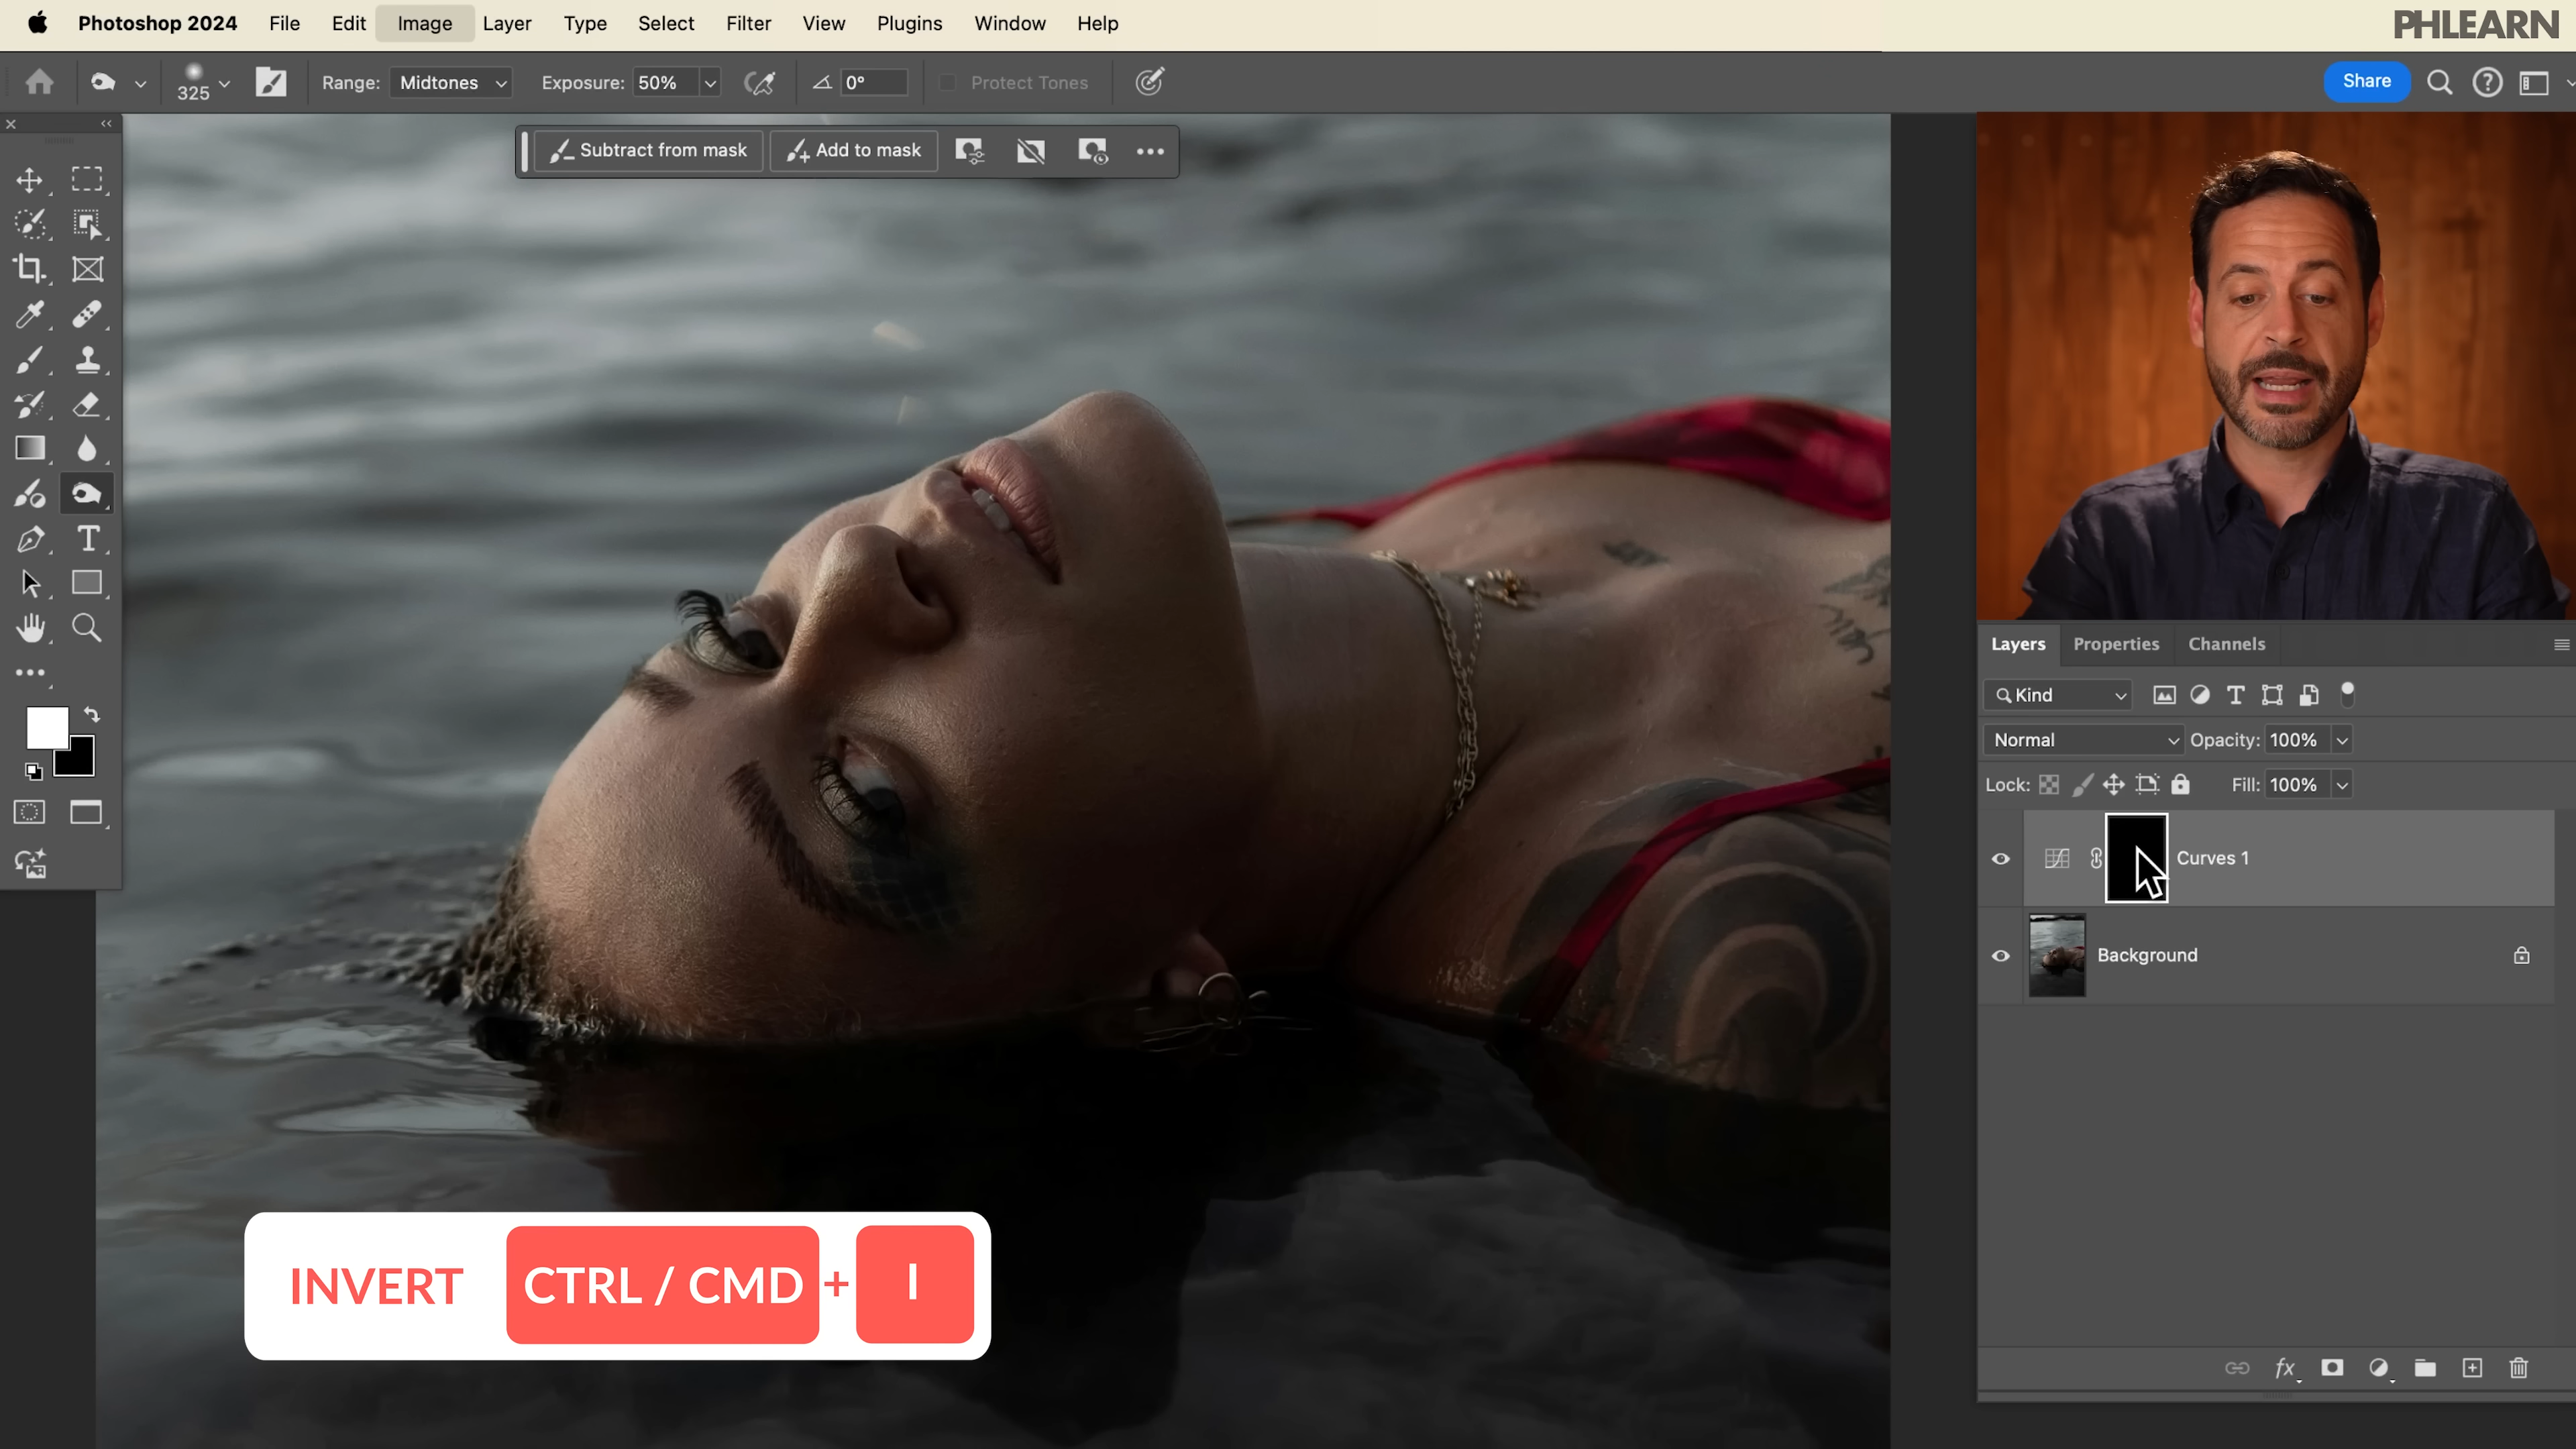 Photoshop 2024 File Edit Image Layer Type Select Filter View Plugins Window Help
PHLEARN
325 Range: Midtones Exposure: 50% 0° Protect Tones
Share
Subtract from mask Add to mask
T
Layers Properties Channels
Kind
Normal Opacity: 100%
Lock: Fill: 100%
Curves 1
Background
INVERT CTRL / CMD + I
fx